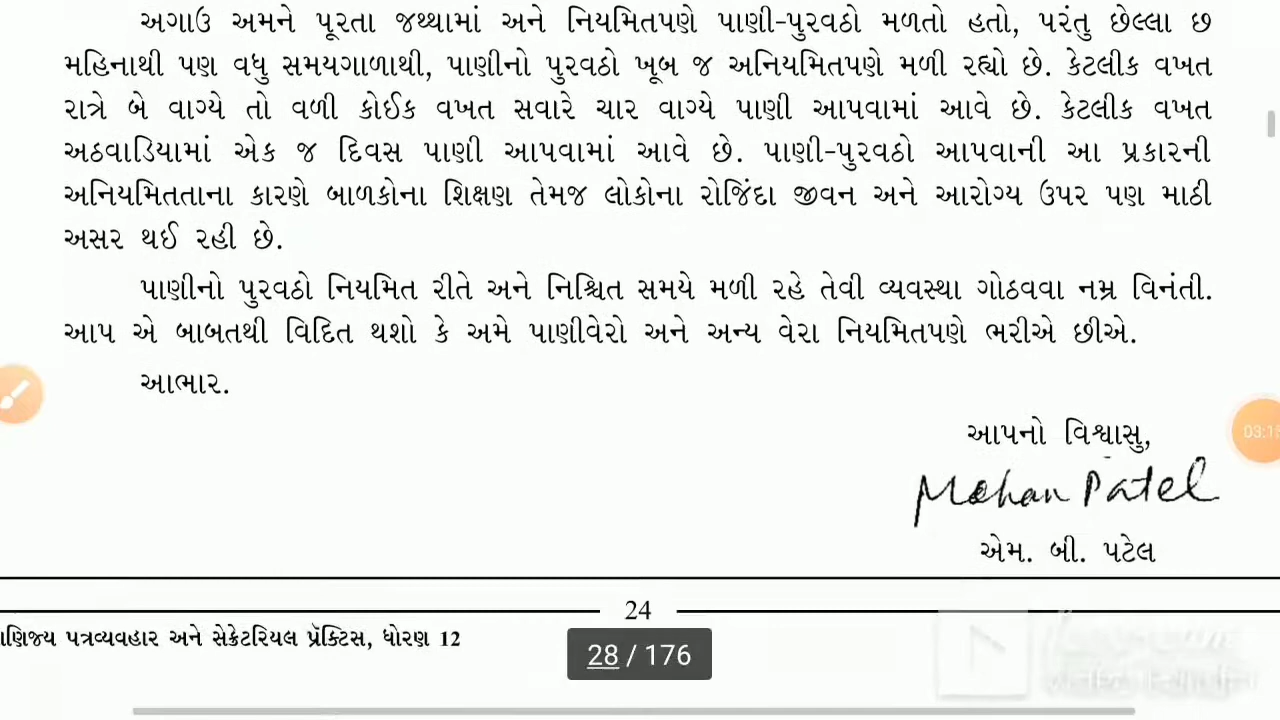 અગાઉ અમને પૂરતા જથ્થામાં અને નિયમિતપણે પાણી-પુરવઠો મળતો હતો, પરંતુ છેલ્લા છ
મહિનાથી પણ વધુ સમયગાળાથી, પાણીનો પુરવઠો ખૂબ જ અનિયમિતપણે મળી રહ્યો છે. કેટલીક વખત
રાત્રે બે વાગ્યે તો વળી કોઈક વખત સવારે ચાર વાગ્યે પાણી આપવામાં આવે છે. કેટલીક વખત
અઠવાડિયામાં એક જ દિવસ પાણી આપવામાં આવે છે. પાણી-પુરવઠો આપવાની આ પ્રકારની
અનિયમિતતાના કારણે બાળકોના શિક્ષણ તેમજ લોકોના રોજિંદા જીવન અને આરોગ્ય ઉપર પણ માઠી
અસર થઈ રહી છે.
પાણીનો પુરવઠો નિયમિત રીતે અને નિશ્ચિત સમયે મળી રહે તેવી વ્યવસ્થા ગોઠવવા નમ્ર વિનંતી.
આપ એ બાબતથી વિદિત થશો કે અમે પાણીવેરો અને અન્ય વેરા નિયમિતપણે ભરીએ છીએ.
આભાર.
આપનો વિશ્વાસુ,
Mohan Patel
એમ. બી. પટેલ
24
ણિજ્ય પત્રવ્યવહાર અને સેક્રેટરિયલ પ્રૅક્ટિસ, ધોરણ 12
28 / 176